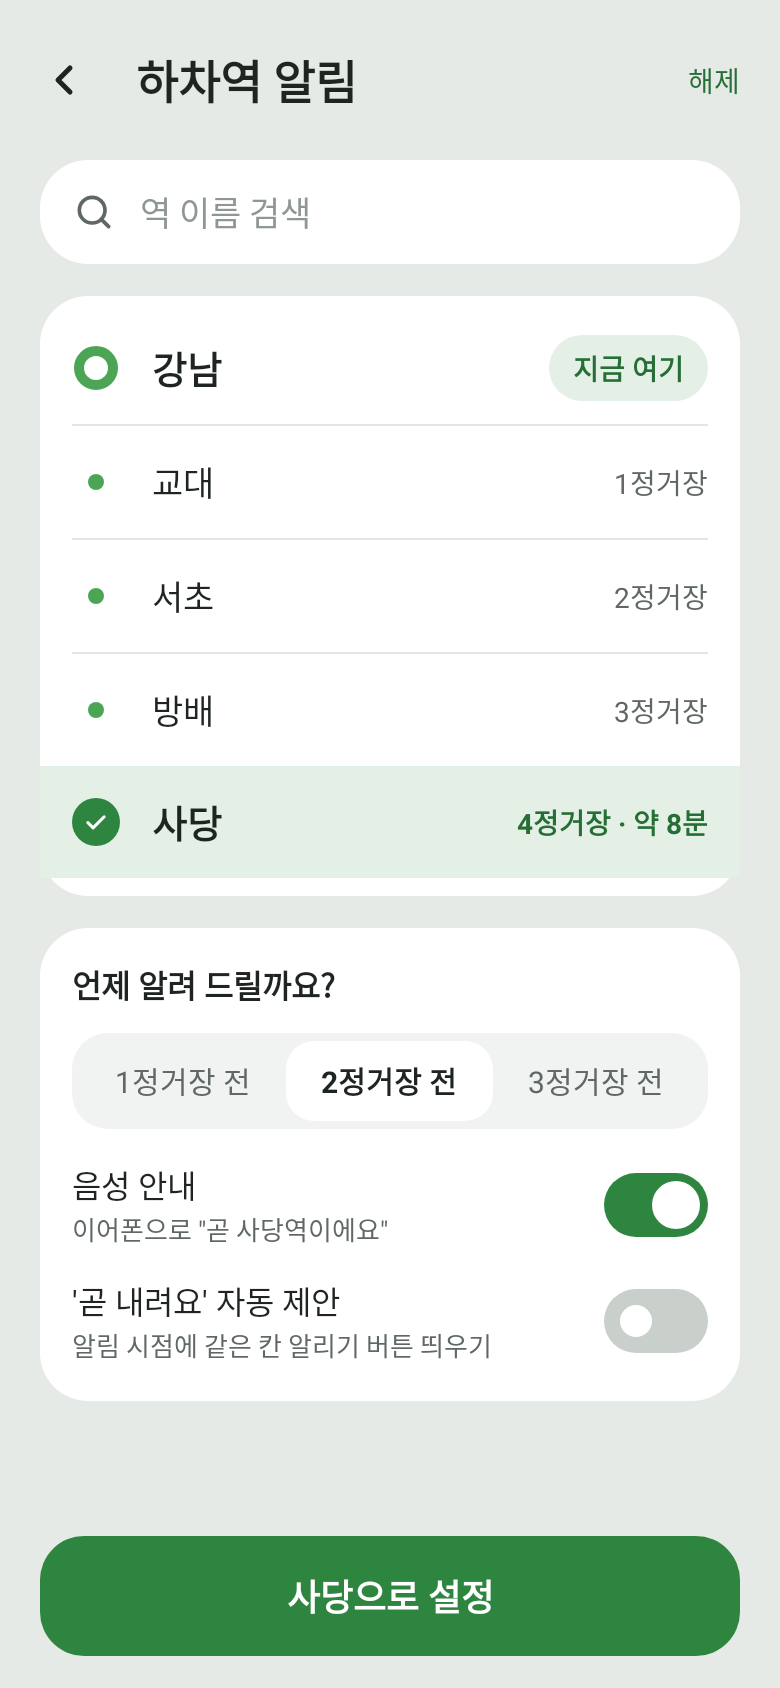 하차역 알림
해제
역 이름 검색
강남
지금 여기
교대
1정거장
서초
2정거장
방배
3정거장
사당
4정거장 · 약 8분
언제 알려 드릴까요?
1정거장 전
2정거장 전
3정거장 전
음성 안내
이어폰으로 "곧 사당역이에요"
'곧 내려요' 자동 제안
알림 시점에 같은 칸 알리기 버튼 띄우기
사당으로 설정